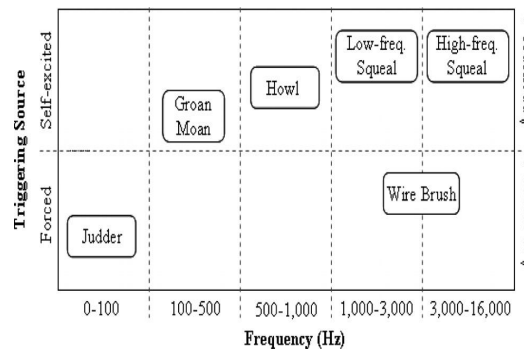 Low-freq.
Squeal
High-freq.
Squeal
Self-excited
Howl
Groan
Moan
Triggering Source
Wire Brush
Forced
Judder
0-100
100-500
500-1,000
1,000-3,000
3,000-16,000
Frequency (Hz)